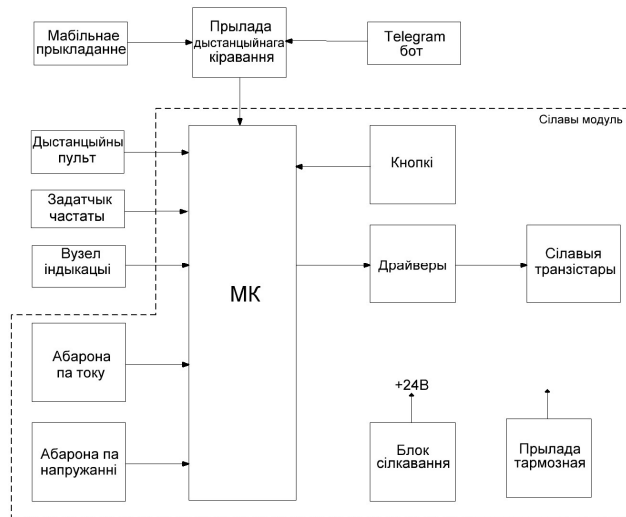 Мабільнае
прыкладанне
Прылада
дыстанцыйнага
кіравання
Telegram
бот
Сілавы модуль
Дыстанцыйны
пульт
Кнопкі
Задатчык
частаты
Вузел
індыкацыі
МК
Драйверы
Сілавыя
транзістары
Абарона
па току
+24В
Абарона па
напружанні
Блок
сілкавання
Прылада
тармозная